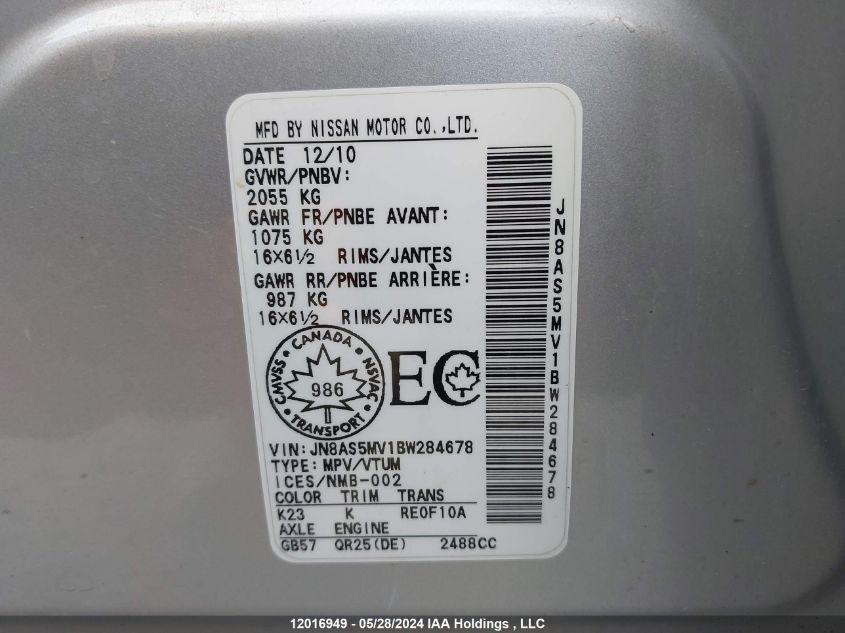 MFD BY NISSAN MOTOR CO.,LTD.
DATE 12/10
GVWR/PNBV:
2055 KG
GAWR FR/PNBE AVANT:
1075 KG
16×6½ RIMS/JANTES
GAWR RR/PNBE ARRIÈRE:
987 KG
16×6½ RIMS/JANTES
CANADA
CMVSS
NSVAC
986
TRANSPORT
EC
VIN:JN8AS5MV1BW284678
TYPE:MPV/VTUM
ICES/NMB-002
COLOR TRIM TRANS
K23 K RE0F10A
AXLE ENGINE
GB57 QR25(DE) 2488CC
JN8AS5MV1BW284678
12016949 - 05/28/2024 IAA Holdings , LLC